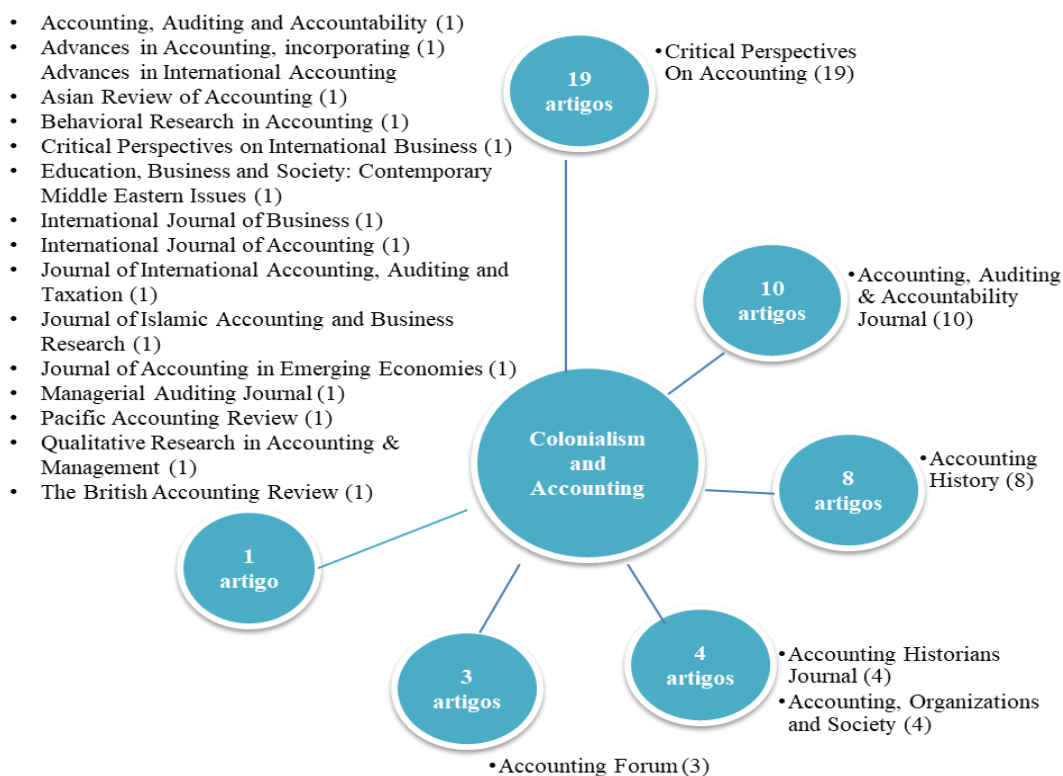 • Accounting, Auditing and Accountability (1)
• Advances in Accounting, incorporating (1)
Advances in International Accounting
• Asian Review of Accounting (1)
• Behavioral Research in Accounting (1)
• Critical Perspectives on International Business (1)
• Education, Business and Society: Contemporary
Middle Eastern Issues (1)
• International Journal of Business (1)
• International Journal of Accounting (1)
• Journal of International Accounting, Auditing and
Taxation (1)
• Journal of Islamic Accounting and Business
Research (1)
• Journal of Accounting in Emerging Economies (1)
• Managerial Auditing Journal (1)
• Pacific Accounting Review (1)
• Qualitative Research in Accounting &
Management (1)
• The British Accounting Review (1)
19
artigos
•Critical Perspectives
On Accounting (19)
10
artigos
•Accounting, Auditing
& Accountability
Journal (10)
Colonialism
and
Accounting
8
artigos
•Accounting
History (8)
1
artigo
3
artigos
•Accounting Forum (3)
4
artigos
•Accounting Historians
Journal (4)
•Accounting, Organizations
and Society (4)